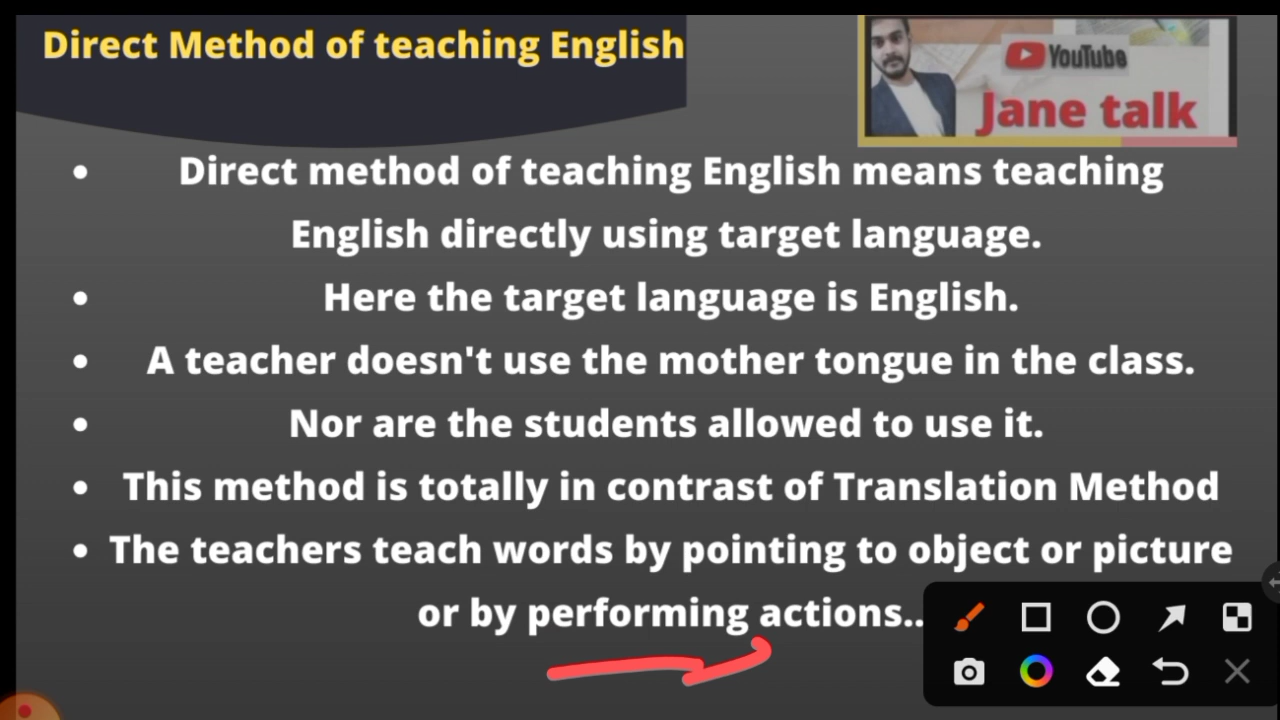 Direct Method of teaching English
YouTube
Jane talk
• Direct method of teaching English means teaching
English directly using target language.
• Here the target language is English.
• A teacher doesn't use the mother tongue in the class.
• Nor are the students allowed to use it.
• This method is totally in contrast of Translation Method
• The teachers teach words by pointing to object or picture
or by performing actions..